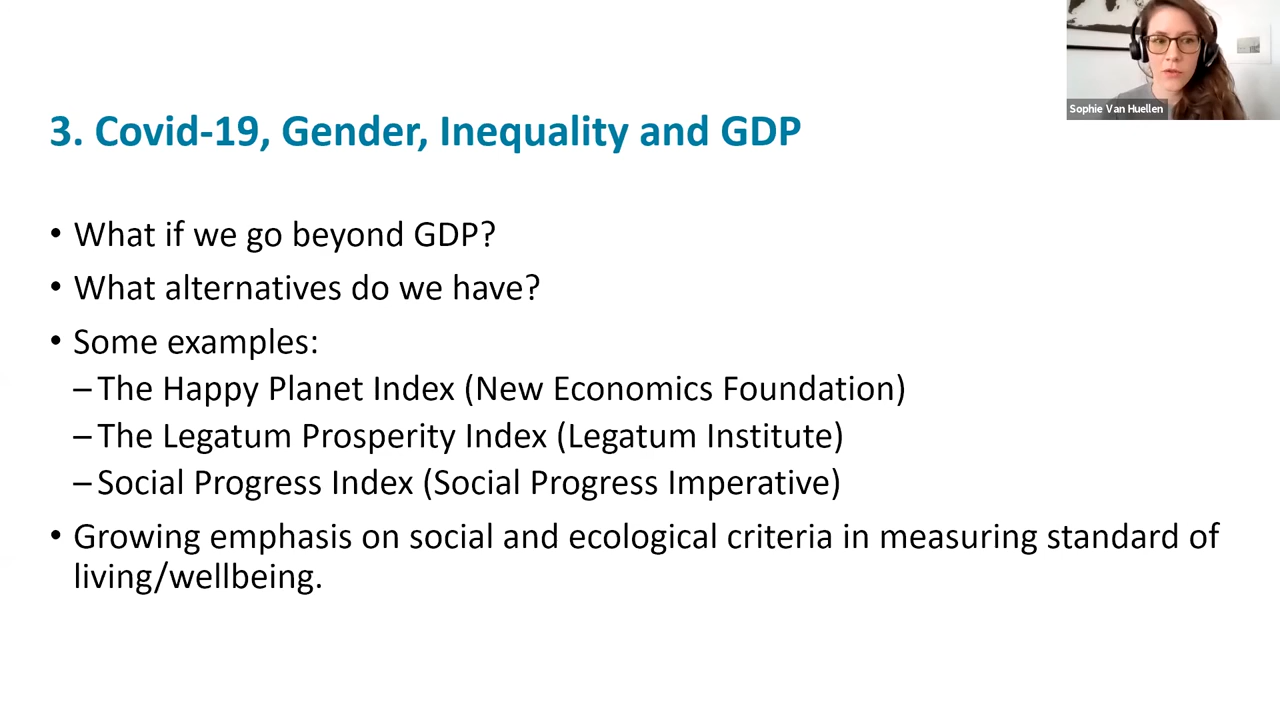 Sophie Van Huellen
3. Covid-19, Gender, Inequality and GDP
• What if we go beyond GDP?
• What alternatives do we have?
• Some examples:
– The Happy Planet Index (New Economics Foundation)
– The Legatum Prosperity Index (Legatum Institute)
– Social Progress Index (Social Progress Imperative)
• Growing emphasis on social and ecological criteria in measuring standard of
living/wellbeing.